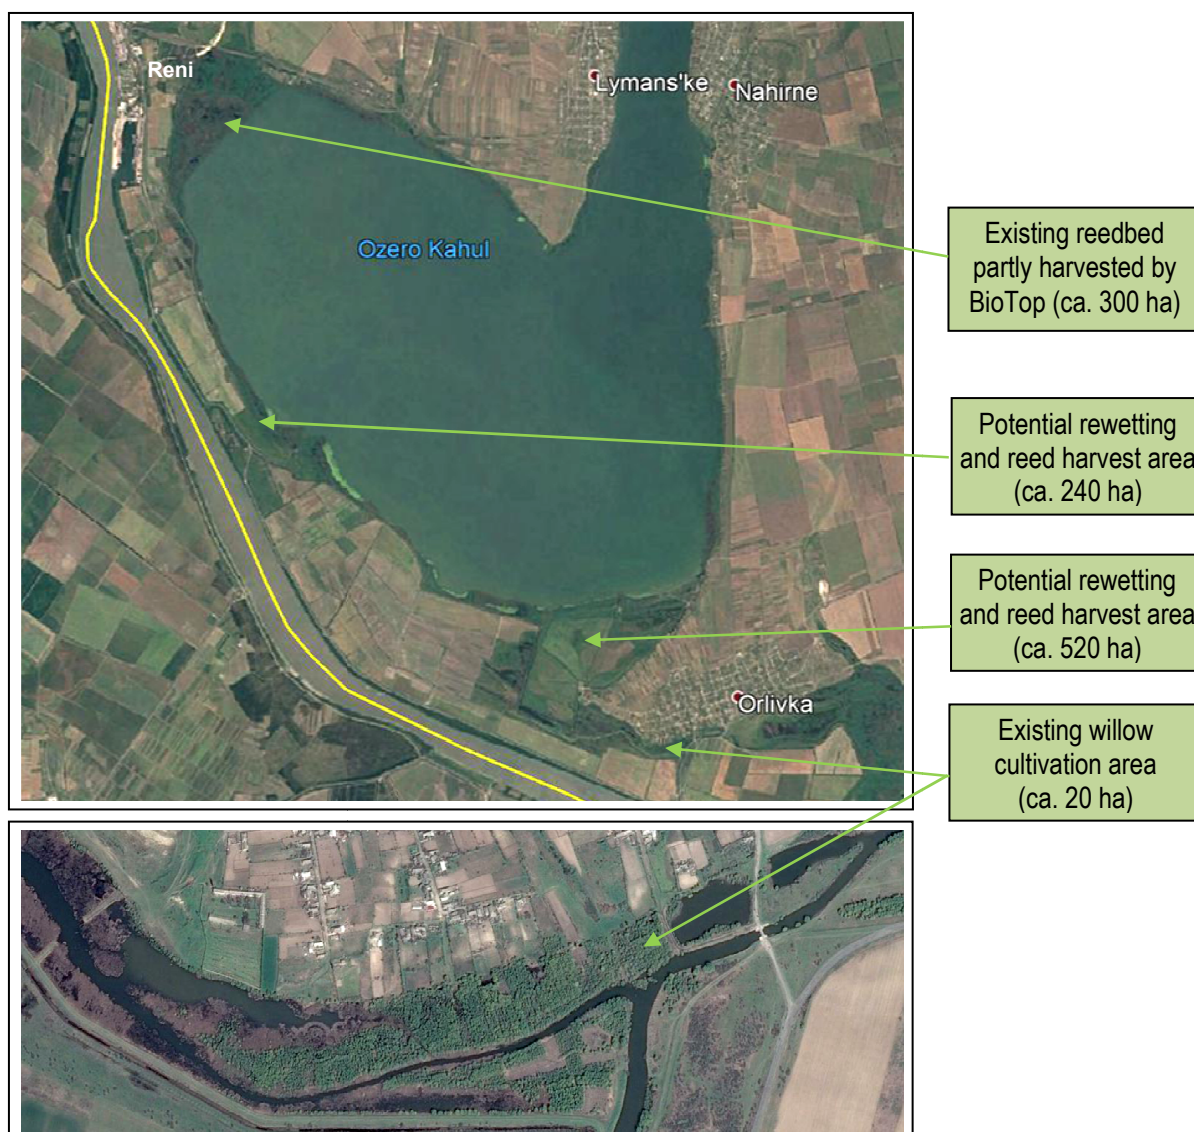 Reni
Lymans'ke
Nahirne
Ozero Kahul
Orlivka
Existing reedbed
partly harvested by
BioTop (ca. 300 ha)
Potential rewetting
and reed harvest area
(ca. 240 ha)
Potential rewetting
and reed harvest area
(ca. 520 ha)
Existing willow
cultivation area
(ca. 20 ha)